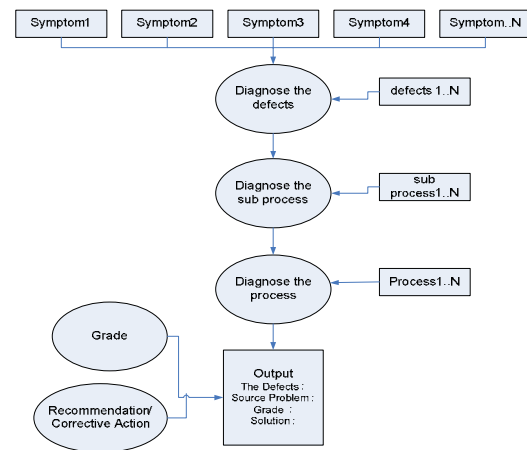 Symptom1
Symptom2
Symptom3
Symptom4
Symptom..N
Diagnose the
defects
defects 1..N
Diagnose the
sub process
sub
process1..N
Diagnose the
process
Process1..N
Grade
Recommendation/
Corrective Action
Output
The Defects :
Source Problem :
Grade :
Solution :